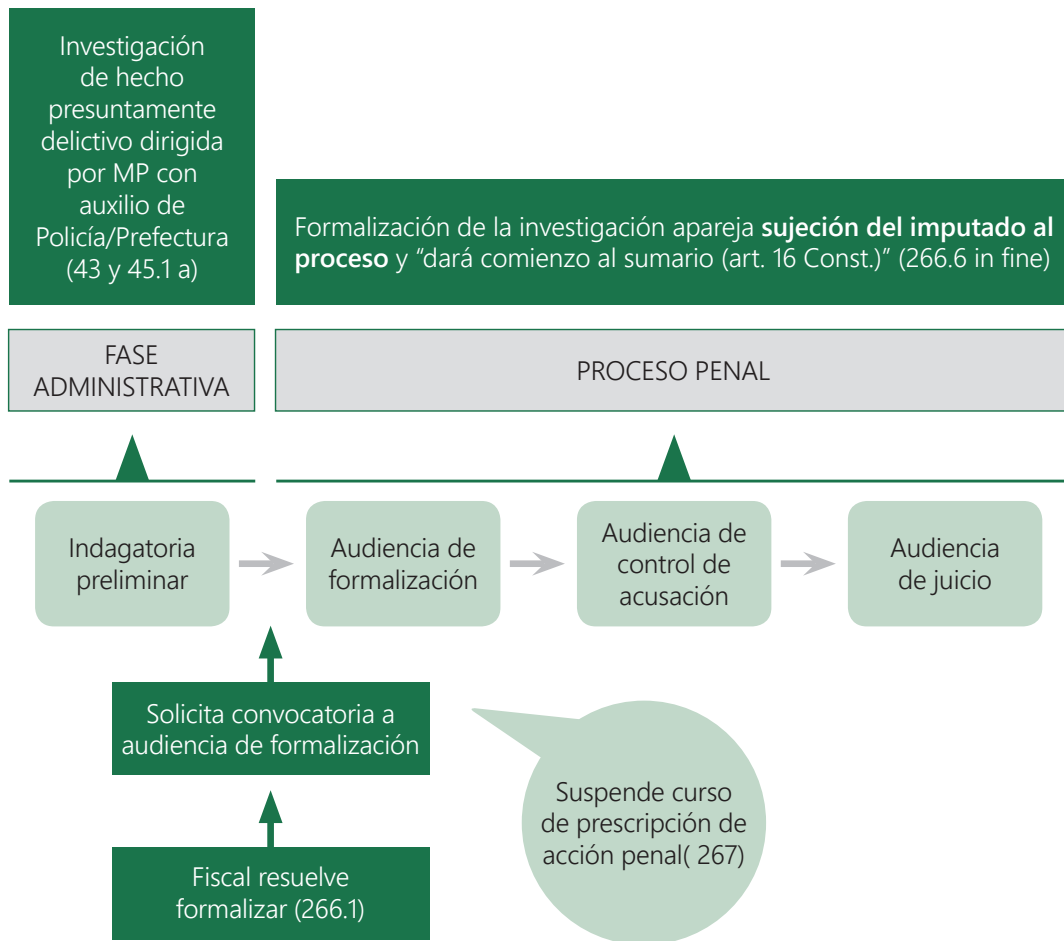 Investigación
de hecho
presuntamente
delictivo dirigida
por MP con
auxilio de
Policía/Prefectura
(43 y 45.1 a)
Formalización de la investigación apareja sujeción del imputado al
proceso y “dará comienzo al sumario (art. 16 Const.)” (266.6 in fine)
FASE
ADMINISTRATIVA
PROCESO PENAL
Indagatoria
preliminar
Audiencia de
formalización
Audiencia de
control de
acusación
Audiencia
de juicio
Solicita convocatoria a
audiencia de formalización
Suspende curso
de prescripción de
acción penal( 267)
Fiscal resuelve
formalizar (266.1)